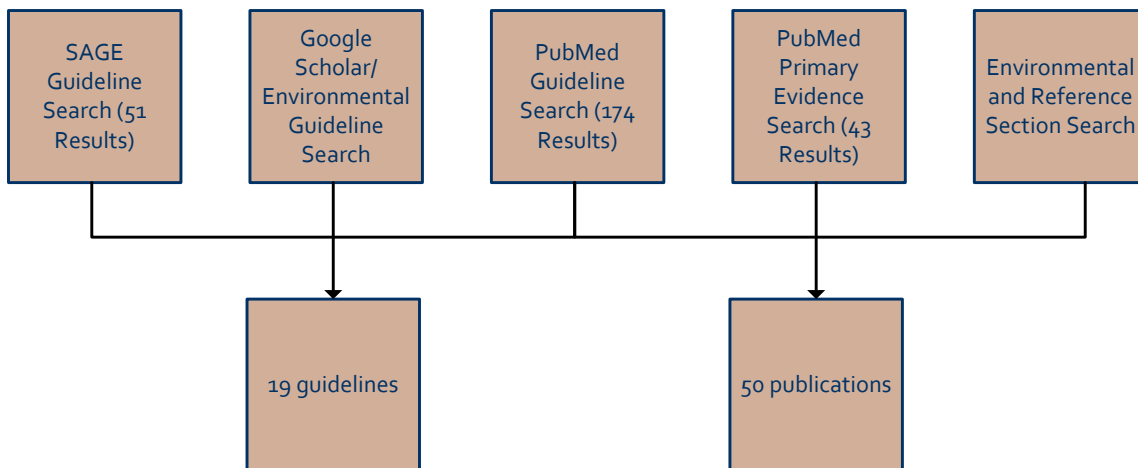 SAGE
Guideline
Search (51
Results)
Google
Scholar/
Environmental
Guideline
Search
PubMed
Guideline
Search (174
Results)
PubMed
Primary
Evidence
Search (43
Results)
Environmental
and Reference
Section Search
19 guidelines
50 publications